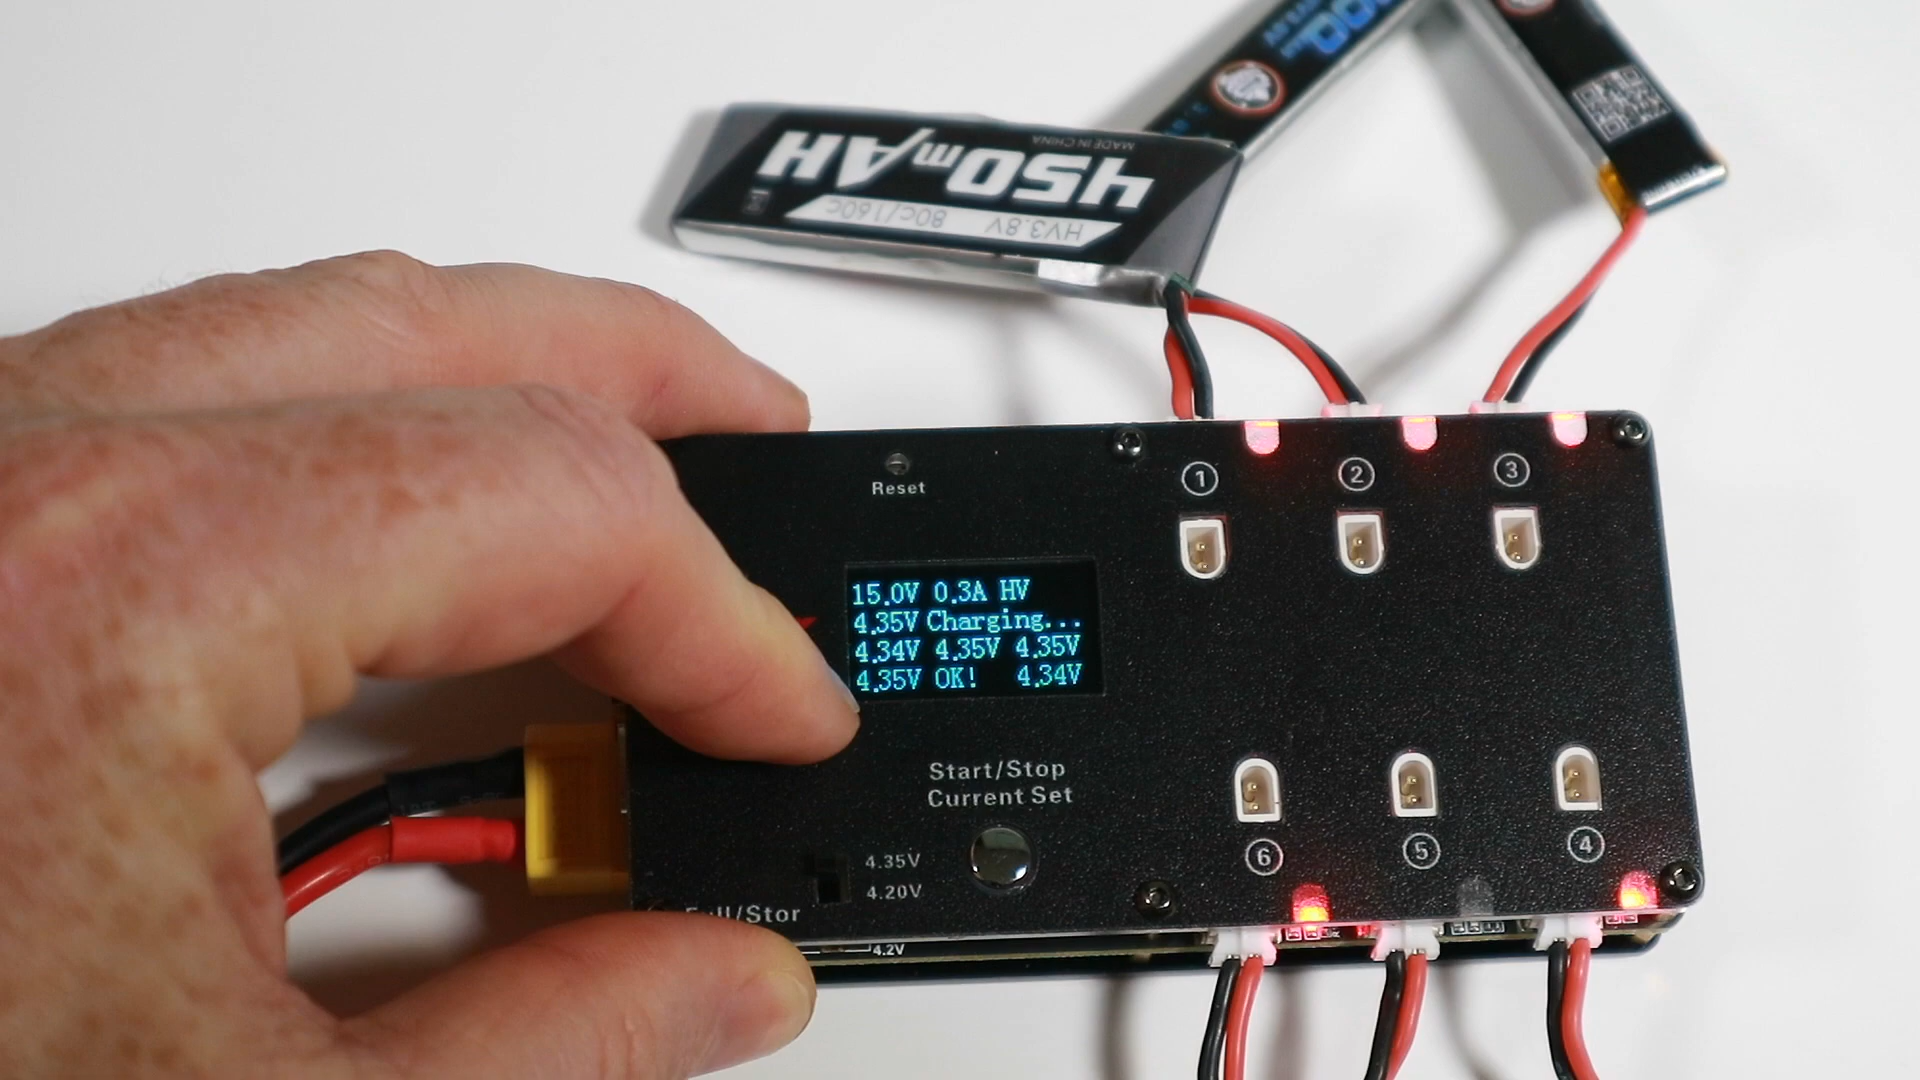 450mAH
MADE IN CHINA
HV3.8V 80C/160C
Reset
1
2
3
15.0V 0.3A HV
4.35V Charging...
4.34V 4.35V 4.35V
4.35V OK! 4.34V
Start/Stop
Current Set
4.35V
4.20V
6
5
4
/Stor
4.2V